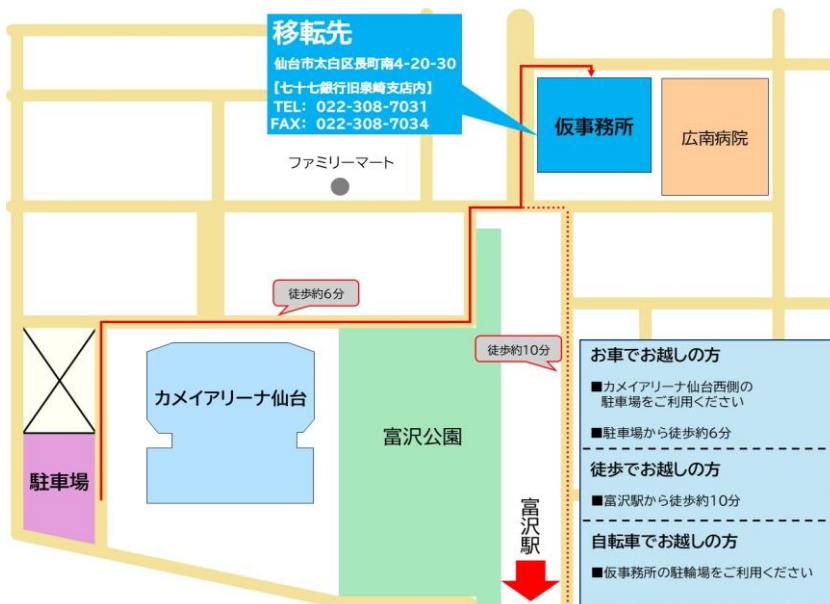 移転先
仙台市太白区長町南4-20-30
【七十七銀行旧泉崎支店内】
TEL: 022-308-7031
FAX: 022-308-7034
仮事務所
広南病院
ファミリーマート
徒歩約6分
徒歩約10分
カメイアリーナ仙台
富沢公園
駐車場
富沢駅
お車でお越しの方
■カメイアリーナ仙台西側の
駐車場をご利用ください
■駐車場から徒歩約6分
徒歩でお越しの方
■富沢駅から徒歩約10分
自転車でお越しの方
■仮事務所の駐輪場をご利用ください